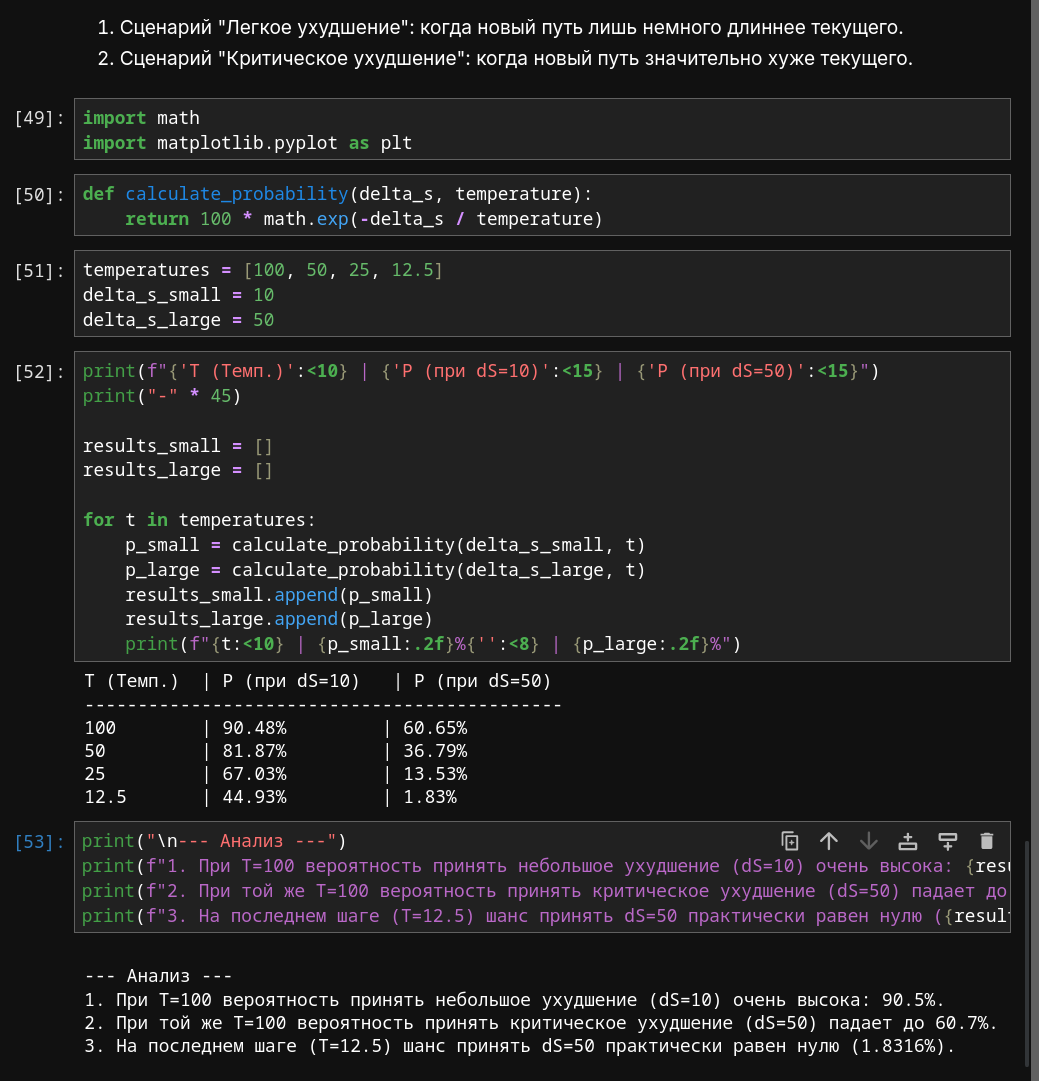 1. Сценарий "Легкое ухудшение": когда новый путь лишь немного длиннее текущего.
2. Сценарий "Критическое ухудшение": когда новый путь значительно хуже текущего.
[49]:
import math
import matplotlib.pyplot as plt
[50]:
def calculate_probability(delta_s, temperature):
    return 100 * math.exp(-delta_s / temperature)
[51]:
temperatures = [100, 50, 25, 12.5]
delta_s_small = 10
delta_s_large = 50
[52]:
print(f"{'T (Темп.)':<10} | {'P (при dS=10)':<15} | {'P (при dS=50)':<15}")
print("-" * 45)
results_small = []
results_large = []
for t in temperatures:
    p_small = calculate_probability(delta_s_small, t)
    p_large = calculate_probability(delta_s_large, t)
    results_small.append(p_small)
    results_large.append(p_large)
    print(f"{t:<10} | {p_small:.2f}%{'':<8} | {p_large:.2f}%")
T (Темп.)  | P (при dS=10)   | P (при dS=50)
---------------------------------------------
100        | 90.48%         | 60.65%
50         | 81.87%         | 36.79%
25         | 67.03%         | 13.53%
12.5       | 44.93%         | 1.83%
[53]:
print("\n--- Анализ ---")
print(f"1. При T=100 вероятность принять небольшое ухудшение (dS=10) очень высока: {resu
print(f"2. При той же T=100 вероятность принять критическое ухудшение (dS=50) падает до
print(f"3. На последнем шаге (T=12.5) шанс принять dS=50 практически равен нулю ({result
--- Анализ ---
1. При T=100 вероятность принять небольшое ухудшение (dS=10) очень высока: 90.5%.
2. При той же T=100 вероятность принять критическое ухудшение (dS=50) падает до 60.7%.
3. На последнем шаге (T=12.5) шанс принять dS=50 практически равен нулю (1.8316%).